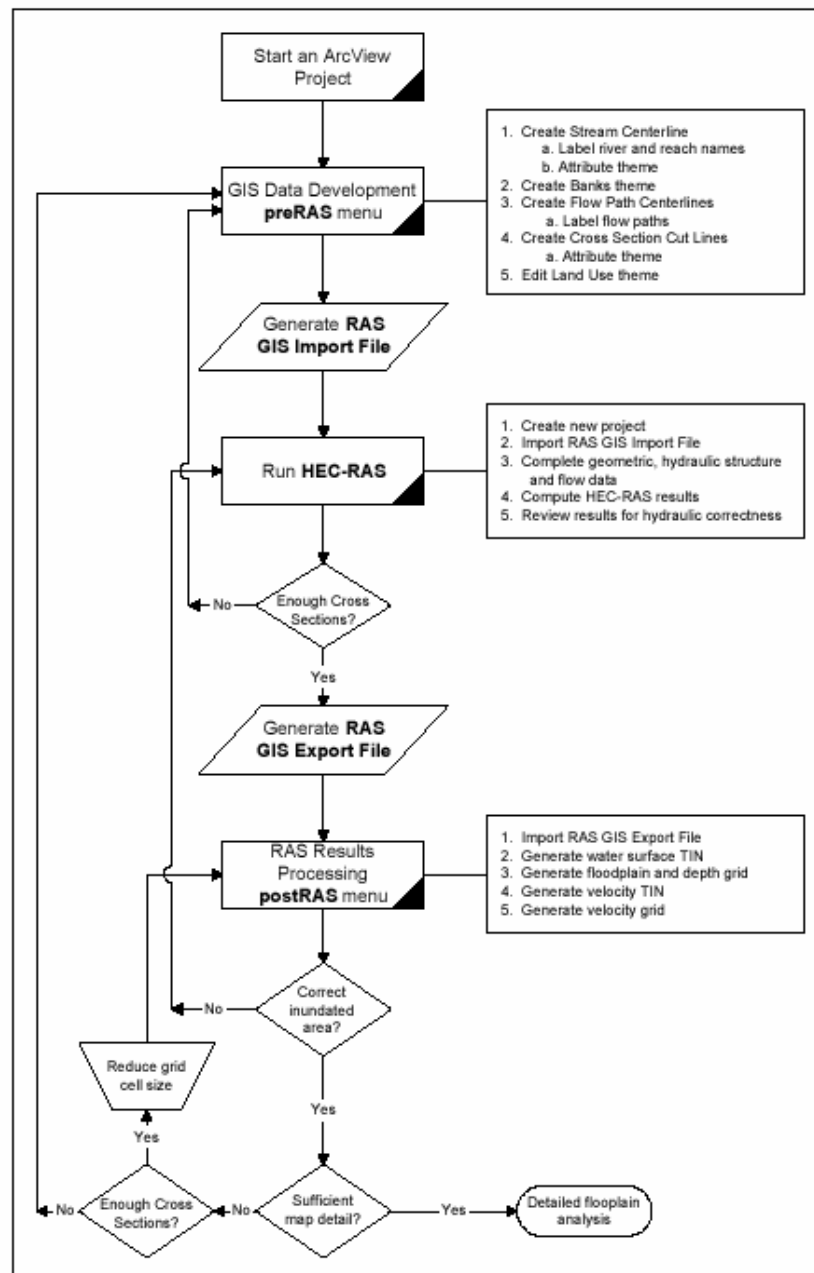 Start an ArcView
Project
1. Create Stream Centerline
a. Label river and reach names
b. Attribute theme
2. Create Banks theme
3. Create Flow Path Centerlines
a. Label flow paths
4. Create Cross Section Cut Lines
a. Attribute theme
5. Edit Land Use theme
GIS Data Development
preRAS menu
Generate RAS
GIS Import File
1. Create new project
2. Import RAS GIS Import File
3. Complete geometric, hydraulic structure
and flow data
4. Compute HEC-RAS results
5. Review results for hydraulic correctness
Run HEC-RAS
No
Enough Cross
Sections?
Yes
Generate RAS
GIS Export File
RAS Results
Processing
postRAS menu
1. Import RAS GIS Export File
2. Generate water surface TIN
3. Generate floodplain and depth grid
4. Generate velocity TIN
5. Generate velocity grid
No
Correct
inundated
area?
Reduce grid
cell size
Yes
Yes
No
Enough Cross
Sections?
No
Sufficient
map detail?
Yes
Detailed flooplain
analysis